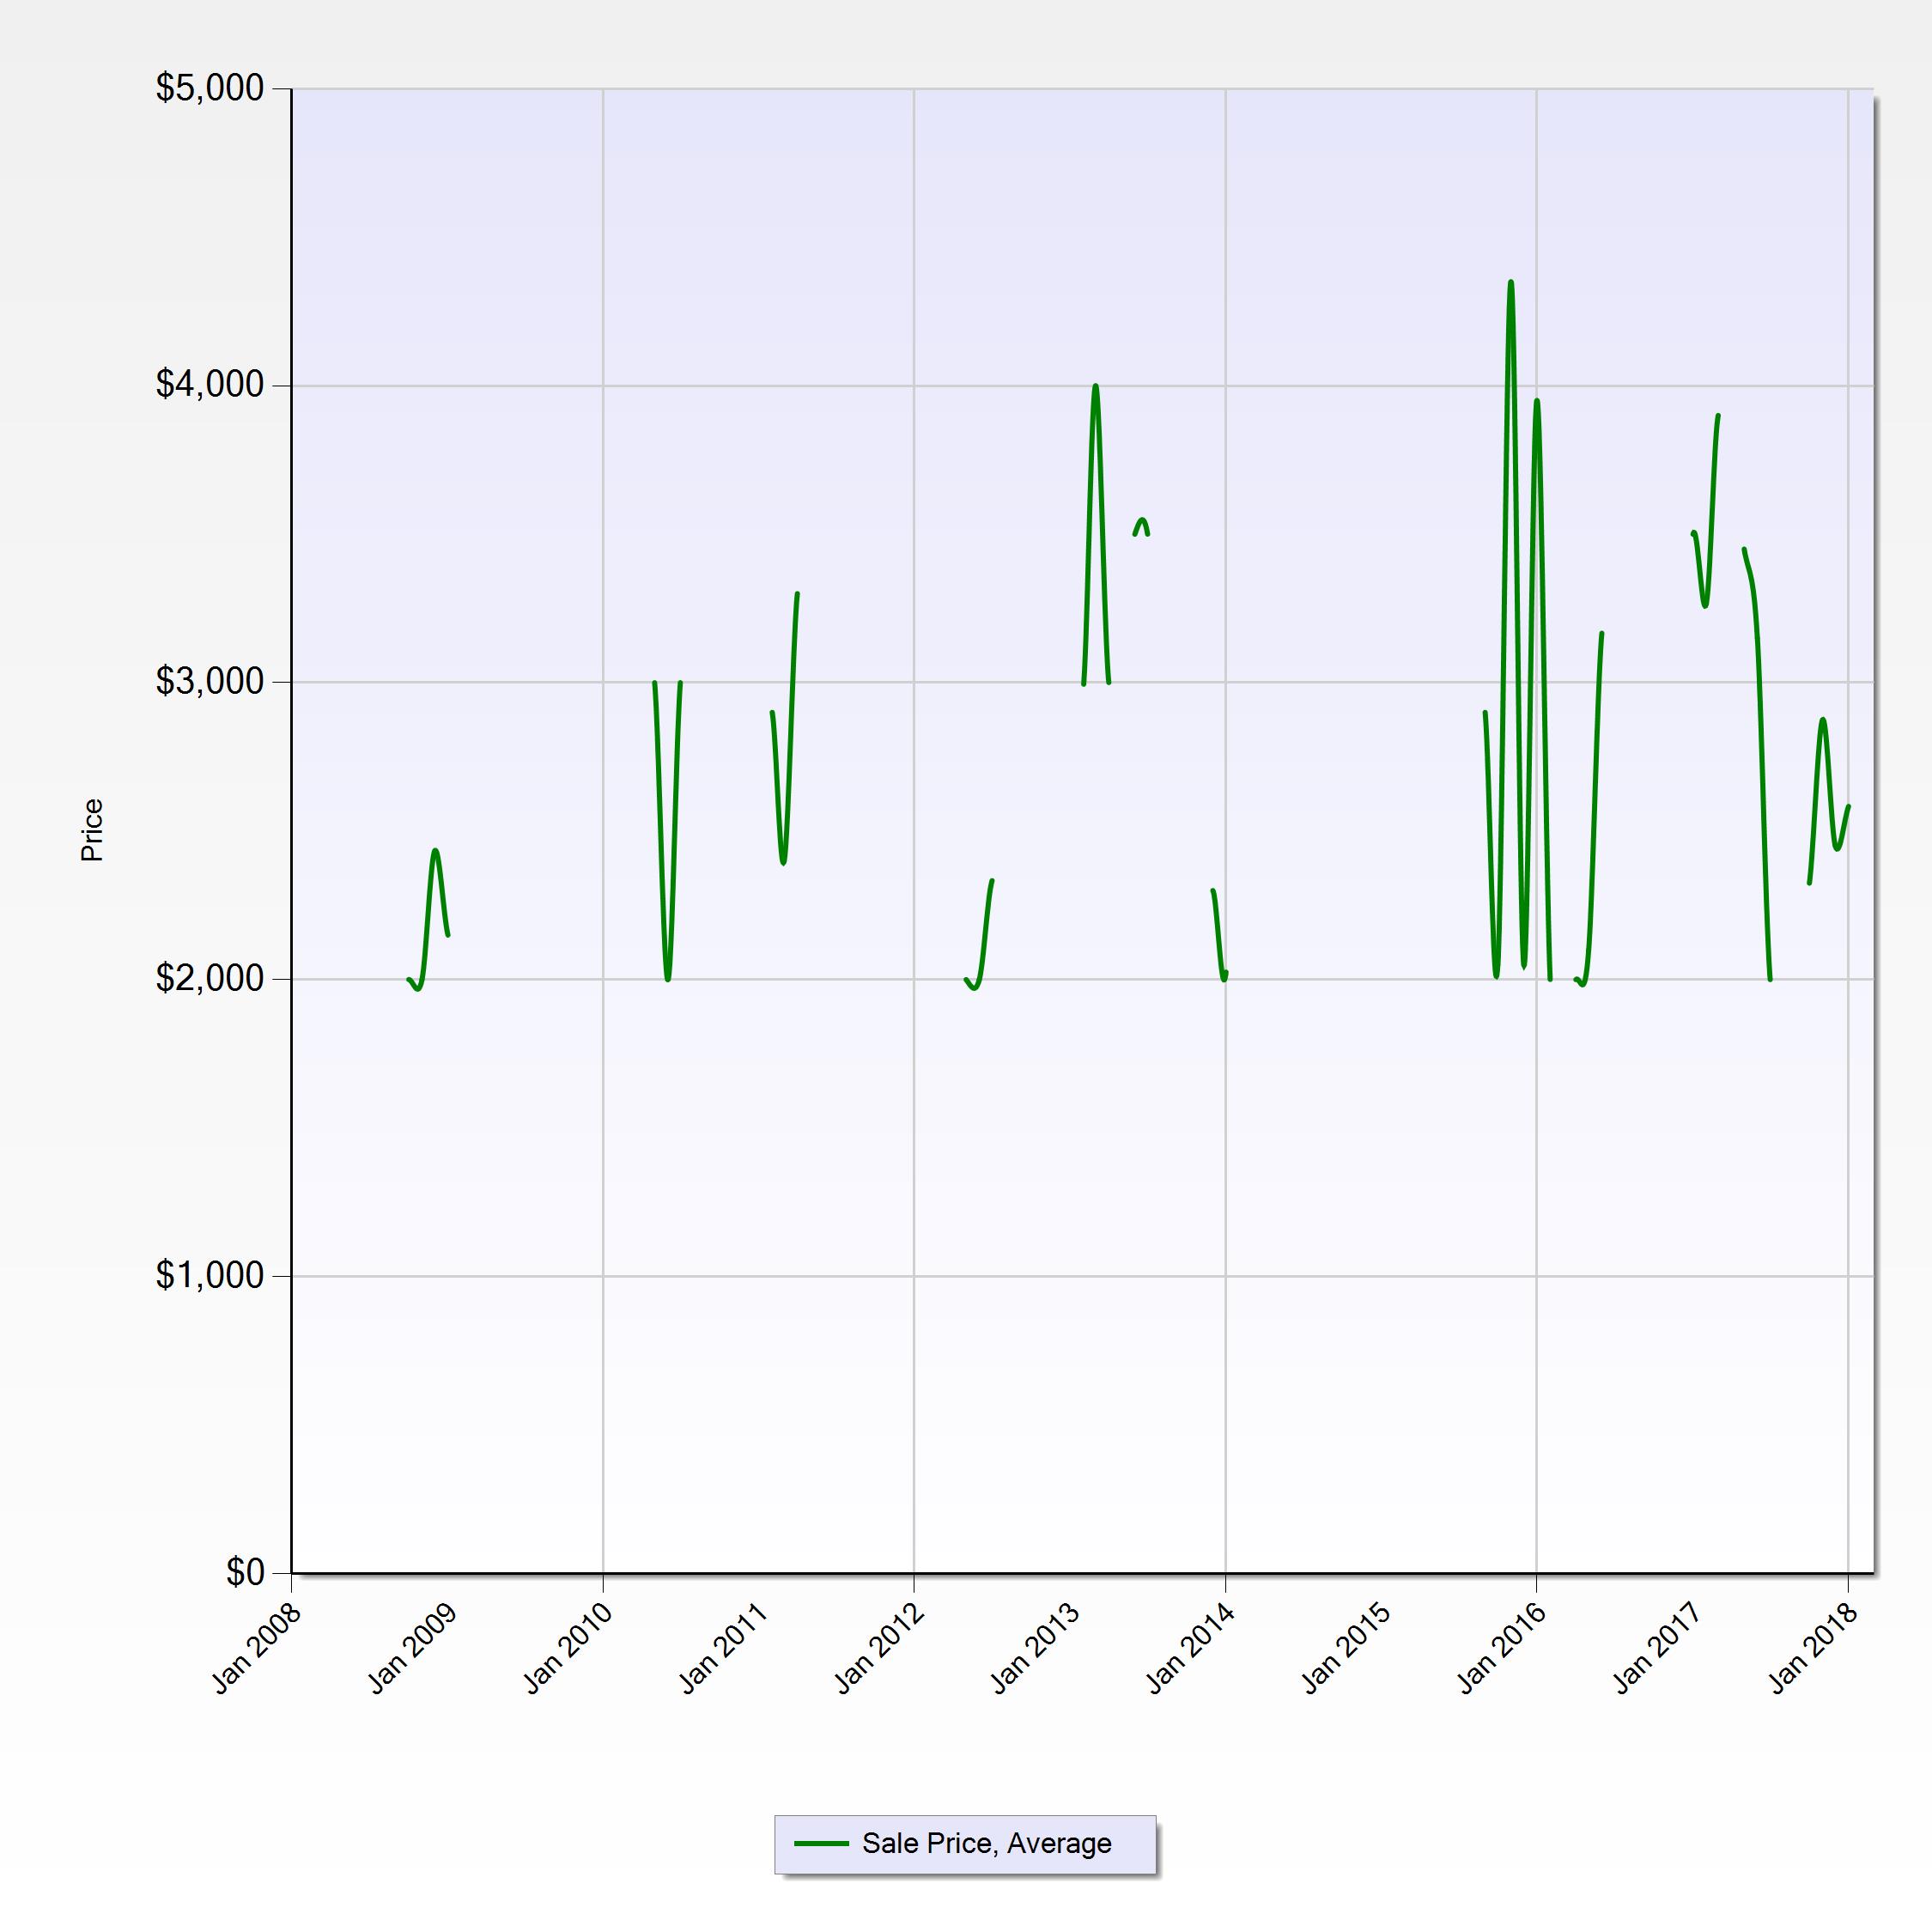 $5,000
$4,000
$3,000
$2,000
$1,000
$0
Price
Jan 2008
Jan 2009
Jan 2010
Jan 2011
Jan 2012
Jan 2013
Jan 2014
Jan 2015
Jan 2016
Jan 2017
Jan 2018
Sale Price, Average